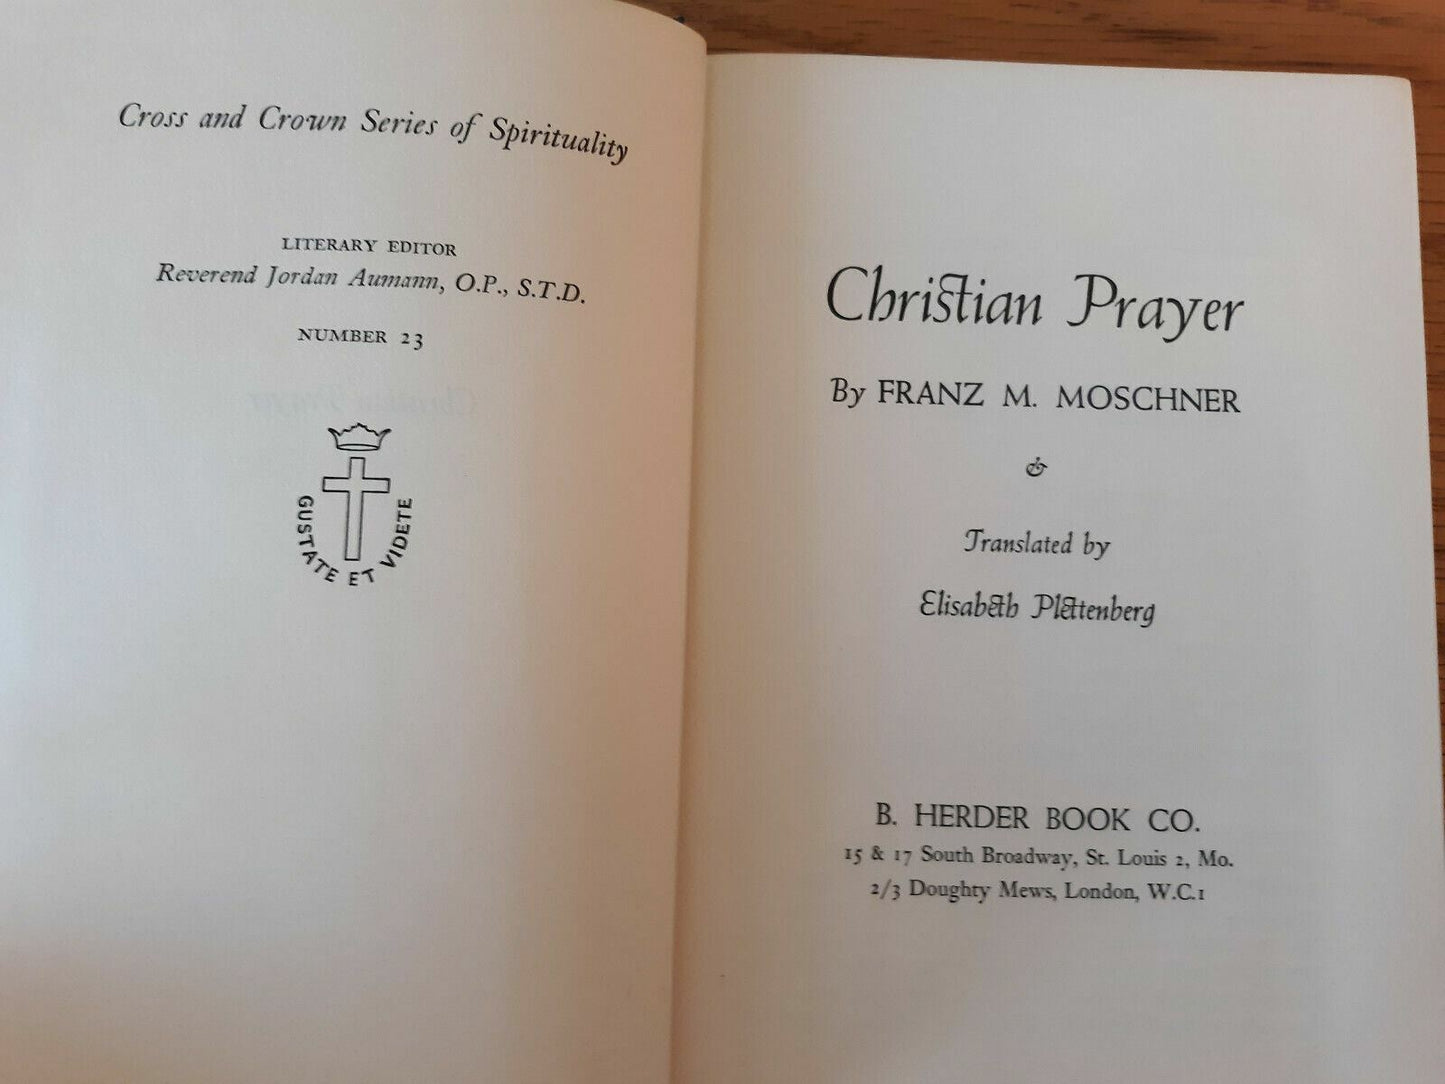 Cross and Crown Series of Spirituality
LITERARY EDITOR
Reverend Jordan Aumann, O.P., S.T.D.
NUMBER 23
GUSTATE ET VIDETE
Christian Prayer
By FRANZ M. MOSCHNER
&
Translated by
Elisabeth Plettenberg
B. HERDER BOOK CO.
15 & 17 South Broadway, St. Louis 2, Mo.
2/3 Doughty Mews, London, W.C.1